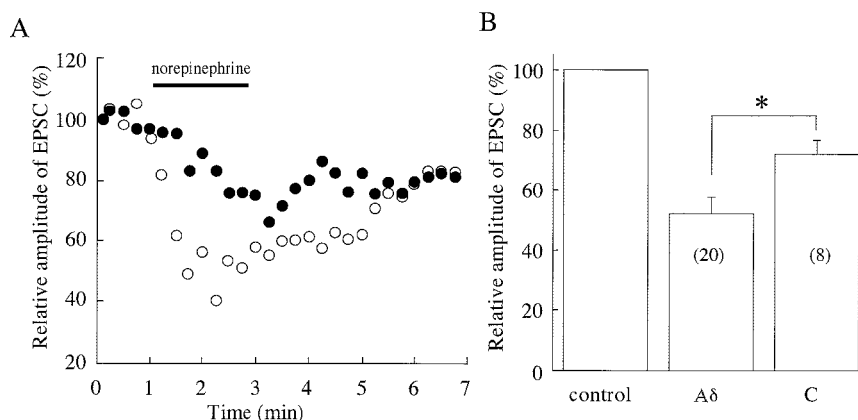 A
Relative amplitude of EPSC (%)
120
100
80
60
40
20
norepinephrine
0 1 2 3 4 5 6 7
Time (min)
B
Relative amplitude of EPSC (%)
100
80
60
40
20
0
*
(20) (8)
control Aδ C